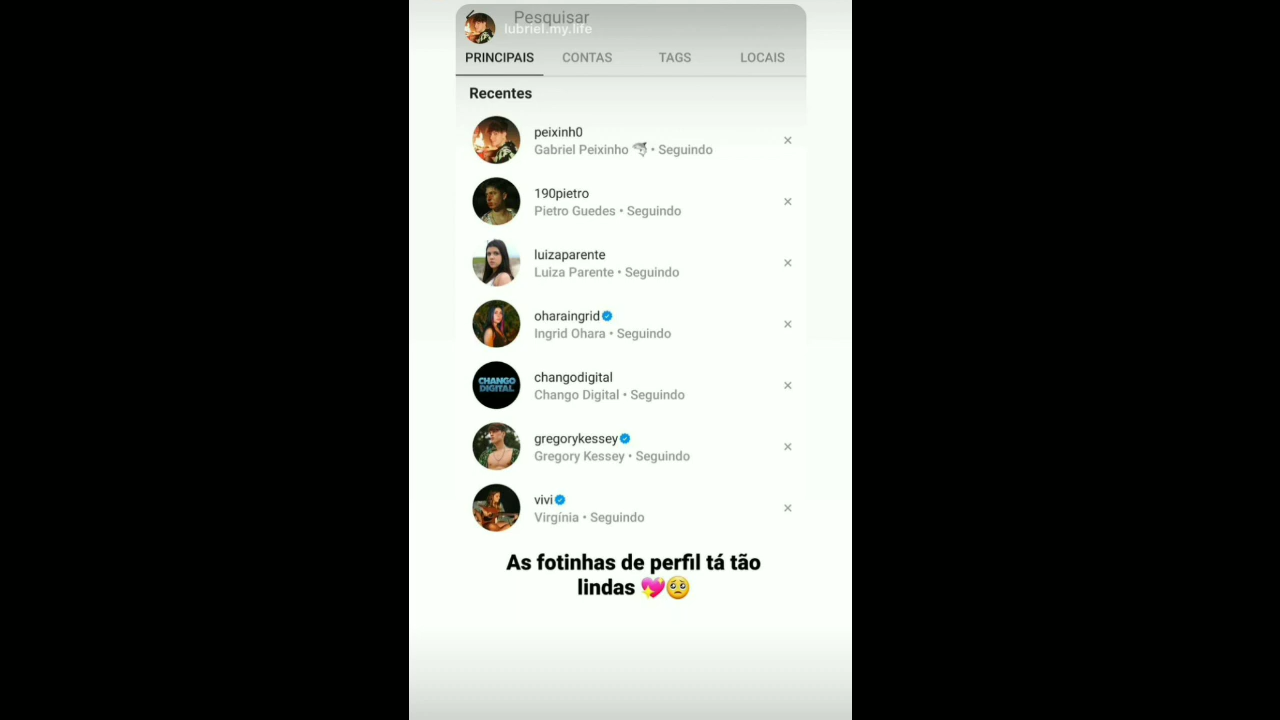 Pesquisar
lubriel.my.life
PRINCIPAIS CONTAS TAGS LOCAIS
Recentes
peixinh0
Gabriel Peixinho 🦈 • Seguindo
190pietro
Pietro Guedes • Seguindo
luizaparente
Luiza Parente • Seguindo
oharaingrid
Ingrid Ohara • Seguindo
CHANGO
DIGITAL
changodigital
Chango Digital • Seguindo
gregorykessey
Gregory Kessey • Seguindo
vivi
Virgínia • Seguindo
As fotinhas de perfil tá tão
lindas 💖🥺